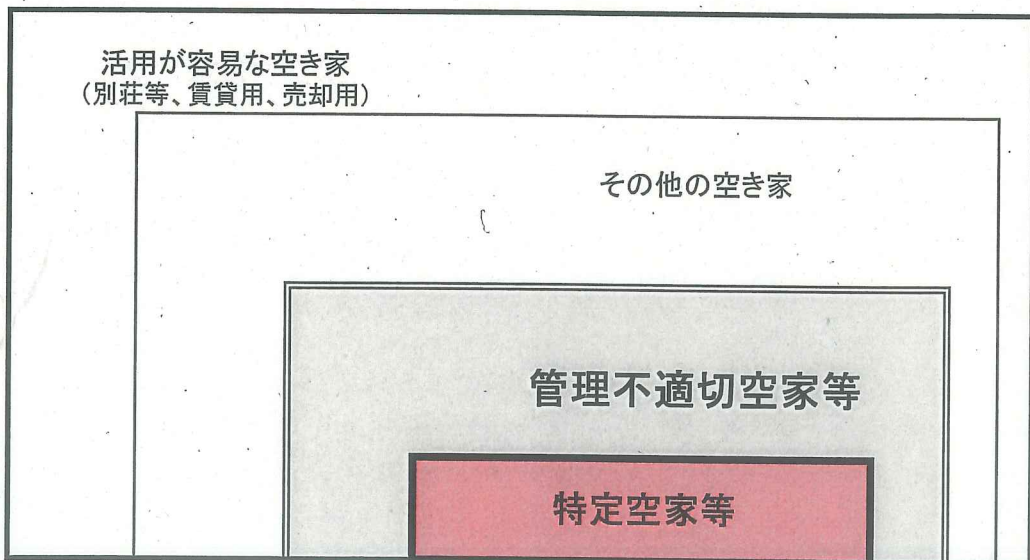 活用が容易な空き家
（別荘等、賃貸用、売却用）
その他の空き家
管理不適切空家等
特定空家等